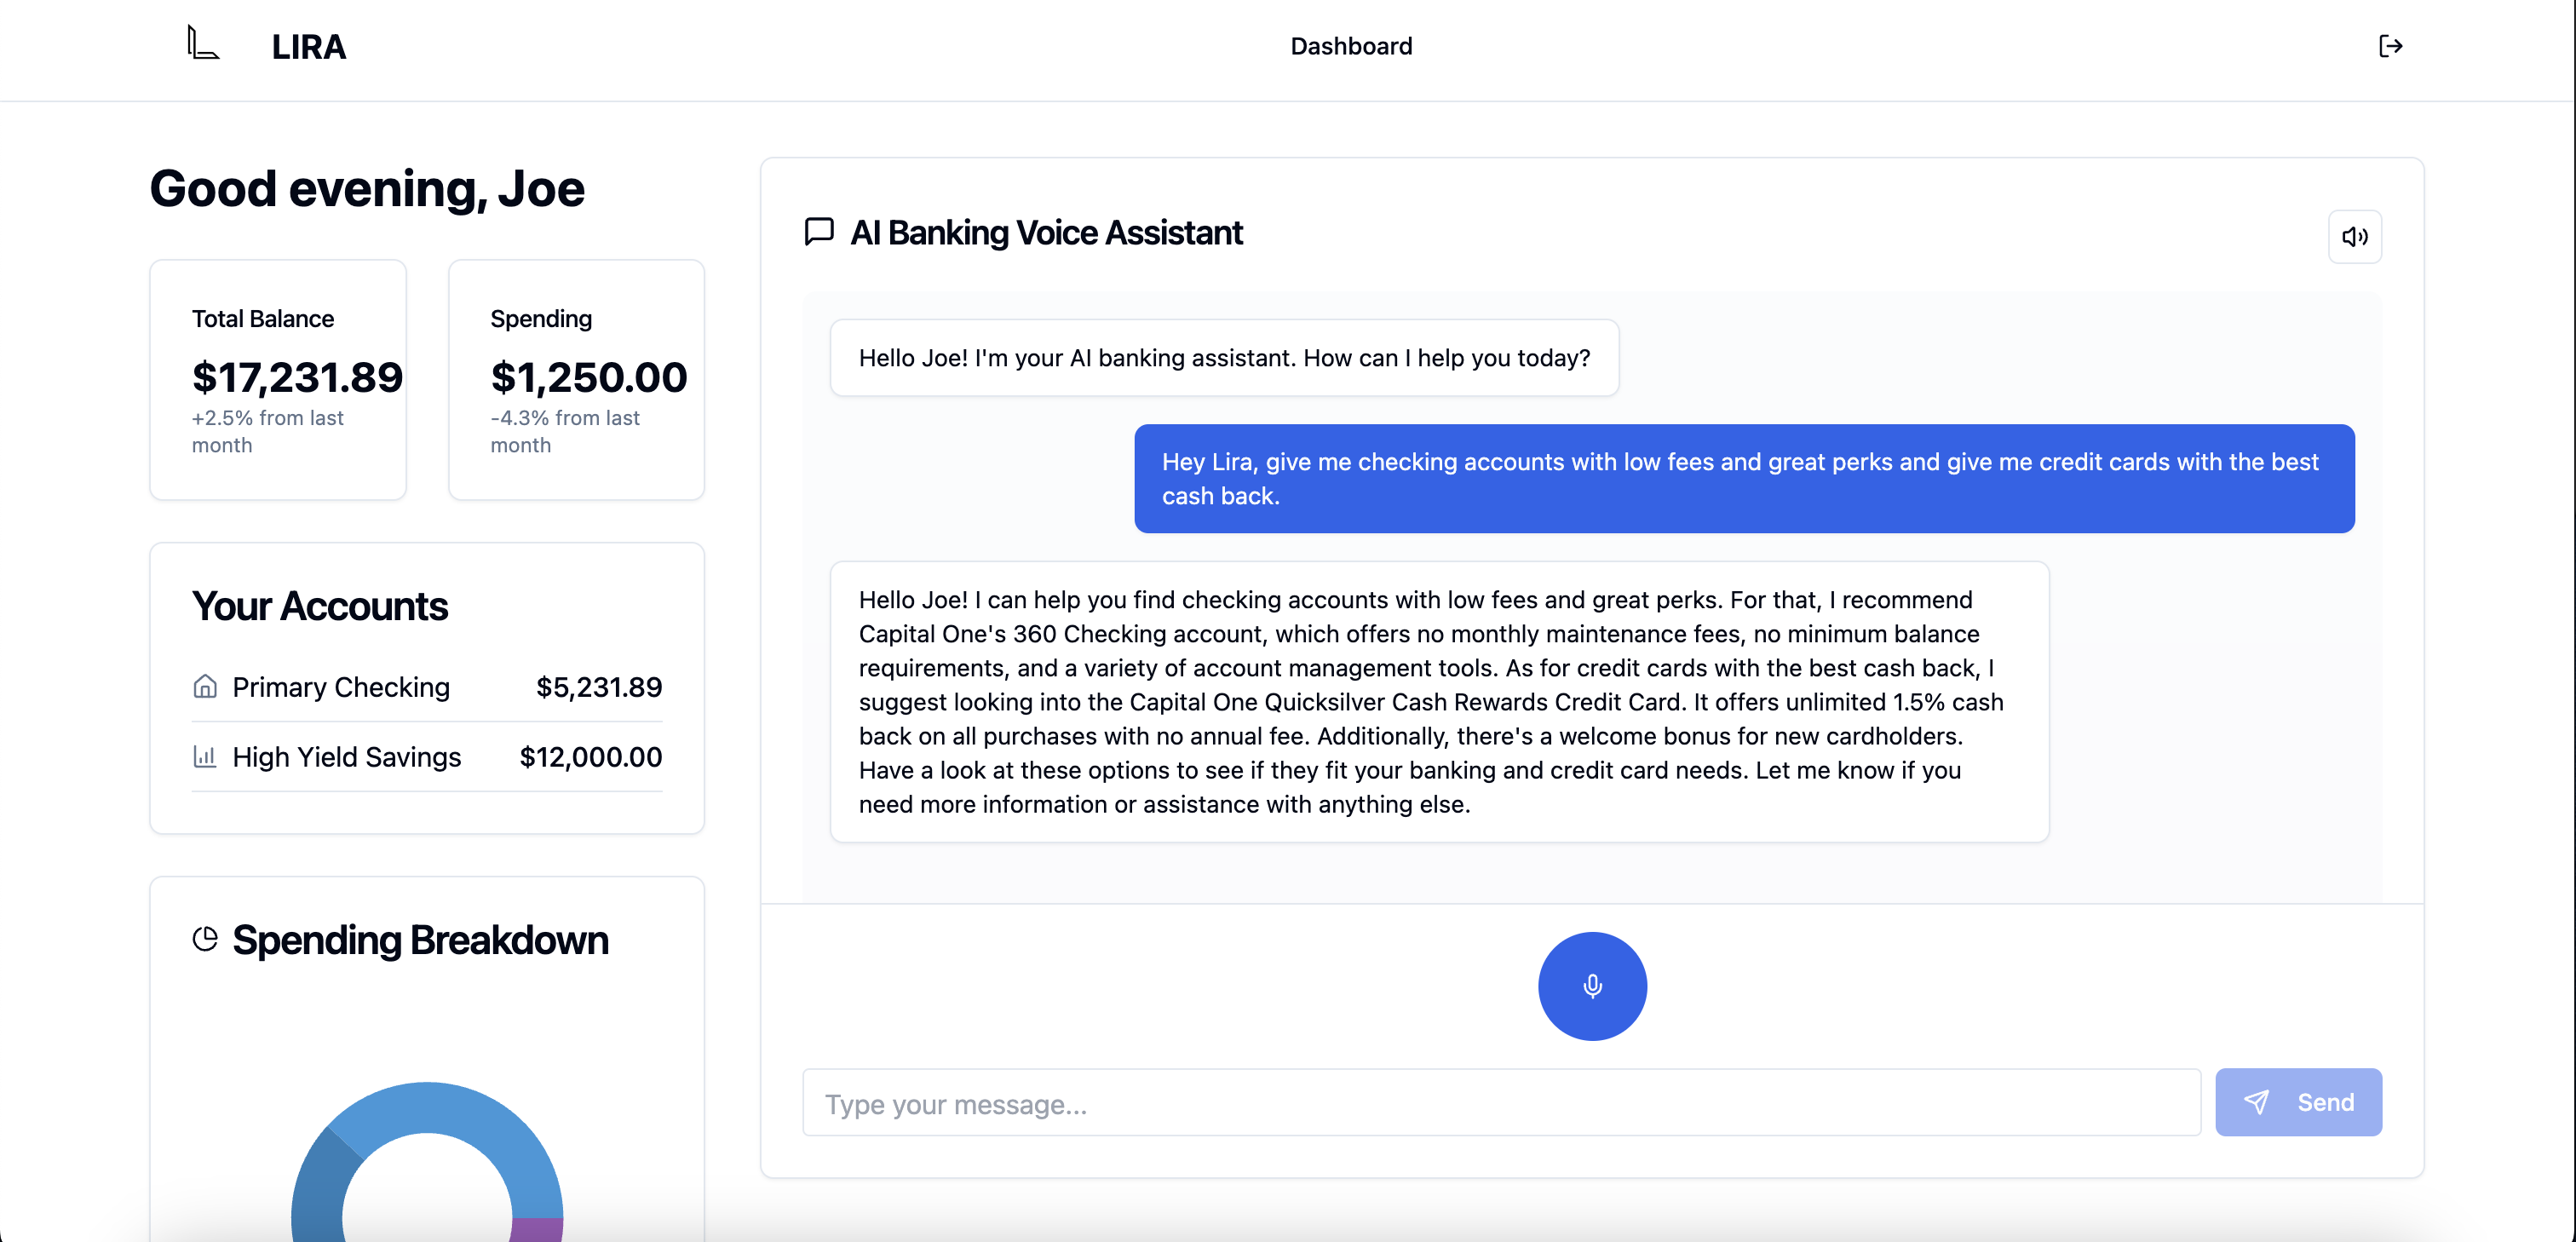 LIRA
Dashboard
Good evening, Joe
Total Balance
$17,231.89
+2.5% from last
month
Spending
$1,250.00
-4.3% from last
month
Your Accounts
Primary Checking $5,231.89
High Yield Savings $12,000.00
Spending Breakdown
AI Banking Voice Assistant
Hello Joe! I'm your AI banking assistant. How can I help you today?
Hey Lira, give me checking accounts with low fees and great perks and give me credit cards with the best
cash back.
Hello Joe! I can help you find checking accounts with low fees and great perks. For that, I recommend
Capital One's 360 Checking account, which offers no monthly maintenance fees, no minimum balance
requirements, and a variety of account management tools. As for credit cards with the best cash back, I
suggest looking into the Capital One Quicksilver Cash Rewards Credit Card. It offers unlimited 1.5% cash
back on all purchases with no annual fee. Additionally, there's a welcome bonus for new cardholders.
Have a look at these options to see if they fit your banking and credit card needs. Let me know if you
need more information or assistance with anything else.
Type your message...
Send